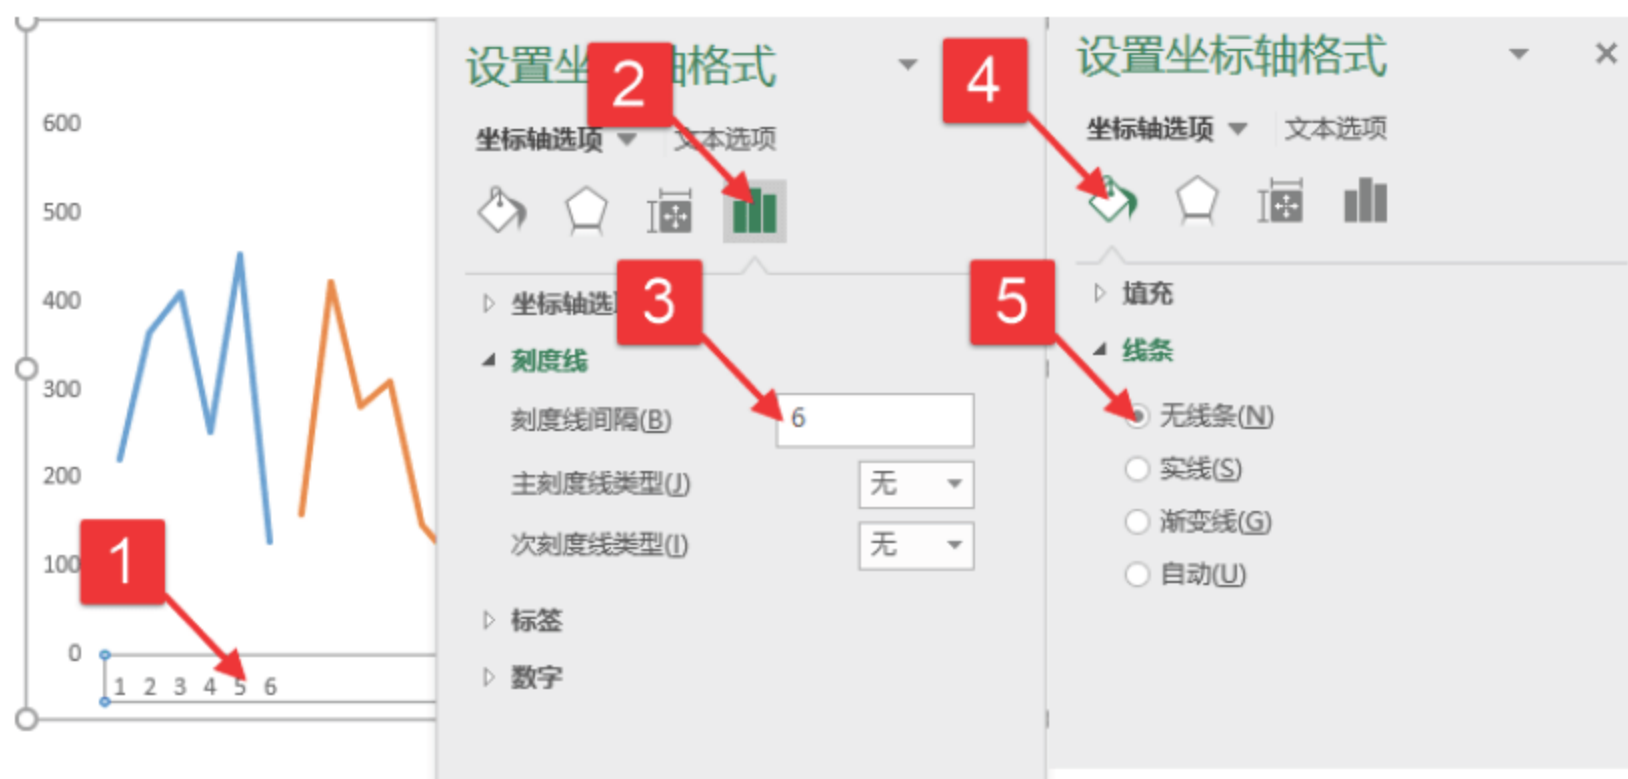 600
500
400
300
200
100
0
1 2 3 4 5 6
1
设置坐 格式
2
坐标轴选项 文本选项
3
坐标轴选
刻度线
刻度线间隔(B) 6
主刻度线类型(J) 无
次刻度线类型(I) 无
标签
数字
4
设置坐标轴格式
坐标轴选项 文本选项
5
填充
线条
无线条(N)
实线(S)
渐变线(G)
自动(U)